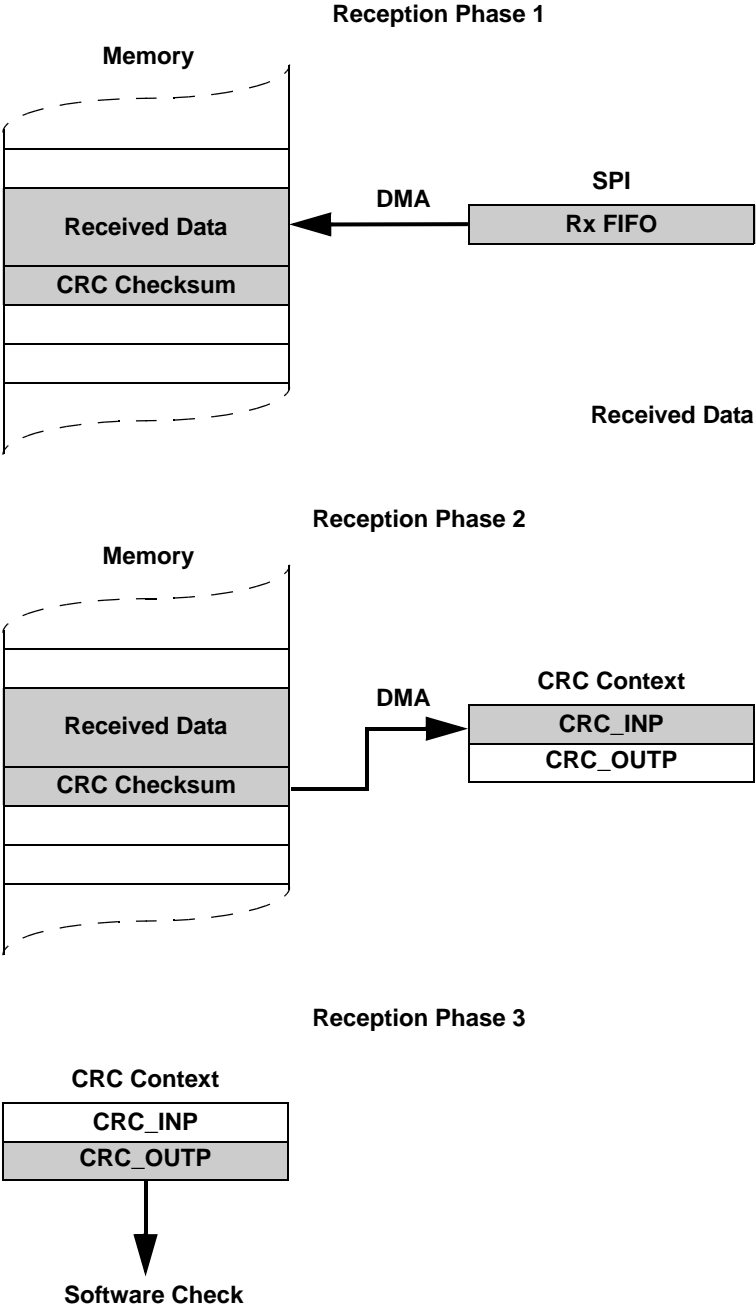 Reception Phase 1
Memory
SPI
DMA
Rx FIFO
Received Data
CRC Checksum
Received Data
Reception Phase 2
Memory
CRC Context
DMA
CRC_INP
Received Data
CRC_OUTP
CRC Checksum
Reception Phase 3
CRC Context
CRC_INP
CRC_OUTP
Software Check